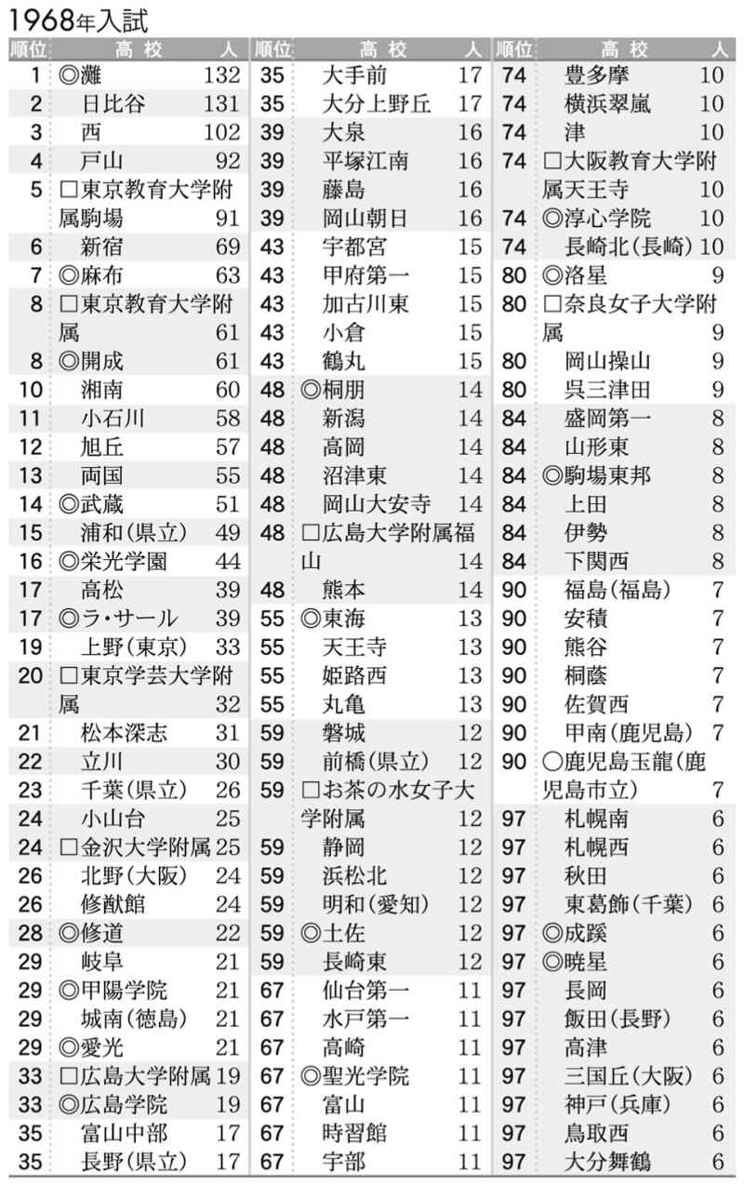 1968年入試
順位 高校 人
1 ◎灘 132
2 日比谷 131
3 西 102
4 戸山 92
5 □東京教育大学附
属駒場 91
6 新宿 69
7 ◎麻布 63
8 □東京教育大学附
属 61
8 ◎開成 61
10 湘南 60
11 小石川 58
12 旭丘 57
13 両国 55
14 ◎武蔵 51
15 浦和(県立) 49
16 ◎栄光学園 44
17 高松 39
17 ◎ラ・サール 39
19 上野(東京) 33
20 □東京学芸大学附
属 32
21 松本深志 31
22 立川 30
23 千葉(県立) 26
24 小山台 25
24 □金沢大学附属 25
26 北野(大阪) 24
26 修猷館 24
28 ◎修道 22
29 岐阜 21
29 ◎甲陽学院 21
29 城南(徳島) 21
29 ◎愛光 21
33 □広島大学附属 19
33 ◎広島学院 19
35 富山中部 17
35 長野(県立) 17
順位 高校 人
35 大手前 17
35 大分上野丘 17
39 大泉 16
39 平塚江南 16
39 藤島 16
39 岡山朝日 16
43 宇都宮 15
43 甲府第一 15
43 加古川東 15
43 小倉 15
43 鶴丸 15
48 ◎桐朋 14
48 新潟 14
48 高岡 14
48 沼津東 14
48 岡山大安寺 14
48 □広島大学附属福
山 14
48 熊本 14
55 ◎東海 13
55 天王寺 13
55 姫路西 13
55 丸亀 13
59 磐城 12
59 前橋(県立) 12
59 □お茶の水女子大
学附属 12
59 静岡 12
59 浜松北 12
59 明和(愛知) 12
59 ◎土佐 12
59 長崎東 12
67 仙台第一 11
67 水戸第一 11
67 高崎 11
67 ◎聖光学院 11
67 富山 11
67 時習館 11
67 宇部 11
順位 高校 人
74 豊多摩 10
74 横浜翠嵐 10
74 津 10
74 □大阪教育大学附
属天王寺 10
74 ◎淳心学院 10
74 長崎北(長崎) 10
80 ◎洛星 9
80 □奈良女子大学附
属 9
80 岡山操山 9
80 呉三津田 9
84 盛岡第一 8
84 山形東 8
84 ◎駒場東邦 8
84 上田 8
84 伊勢 8
84 下関西 8
90 福島(福島) 7
90 安積 7
90 熊谷 7
90 桐蔭 7
90 佐賀西 7
90 甲南(鹿児島) 7
90 〇鹿児島玉龍(鹿
児島市立) 7
97 札幌南 6
97 札幌西 6
97 秋田 6
97 東葛飾(千葉) 6
97 ◎成蹊 6
97 ◎暁星 6
97 長岡 6
97 飯田(長野) 6
97 高津 6
97 三国丘(大阪) 6
97 神戸(兵庫) 6
97 鳥取西 6
97 大分舞鶴 6